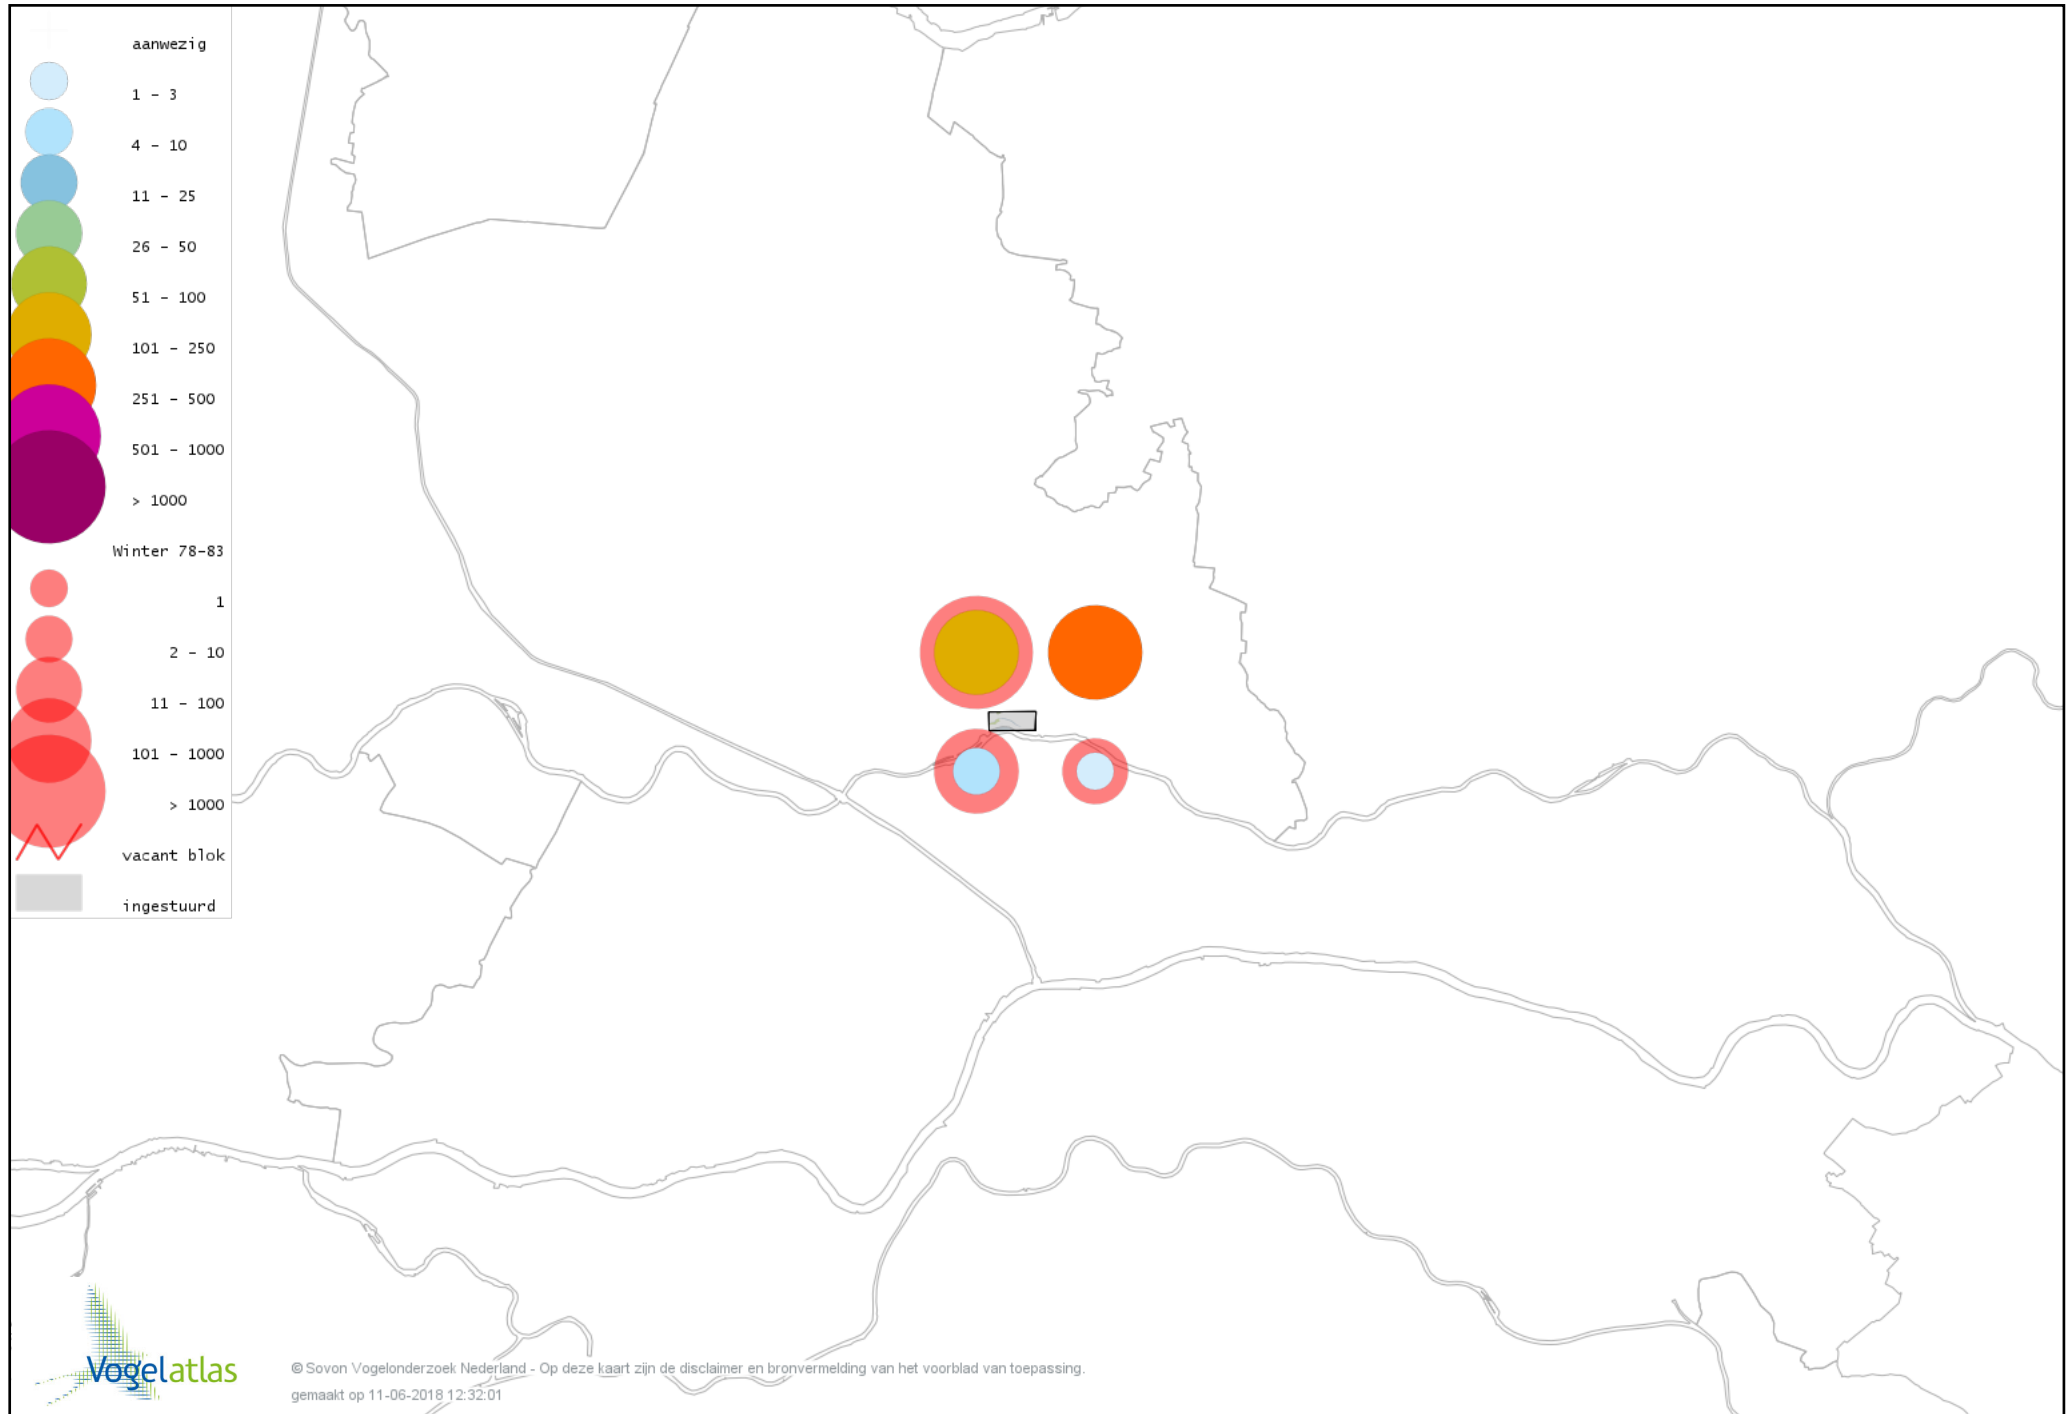 aanwezig
1 - 3
4 - 10
11 - 25
26 - 50
51 - 100
101 - 250
251 - 500
501 - 1000
> 1000
Winter 78-83
1
2 - 10
11 - 100
101 - 1000
> 1000
vacant blok
ingestuurd
Vogelatlas
© Sovon Vogelonderzoek Nederland - Op deze kaart zijn de disclaimer en bronvermelding van het voorblad van toepassing.
gemaakt op 11-06-2018 12:32:01